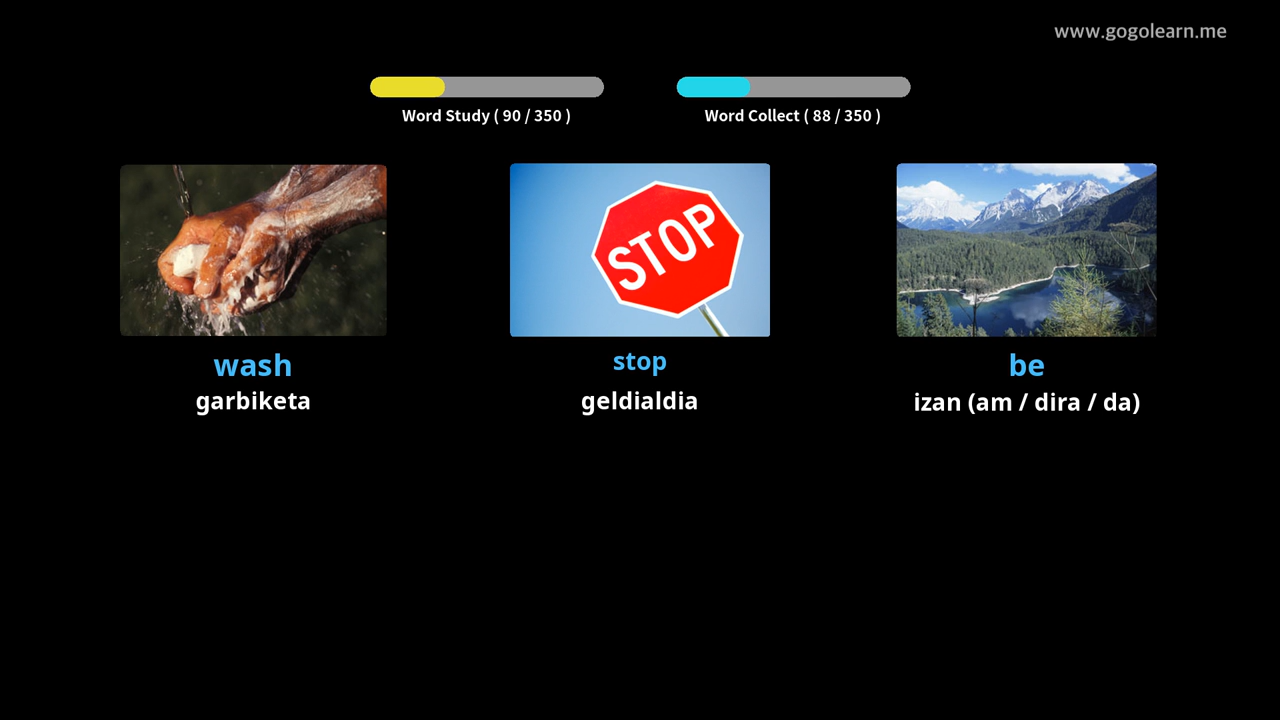 www.gogolearn.me
Word Study ( 90 / 350 )
Word Collect ( 88 / 350 )
STOP
wash
stop
be
garbiketa
geldialdia
izan (am / dira / da)